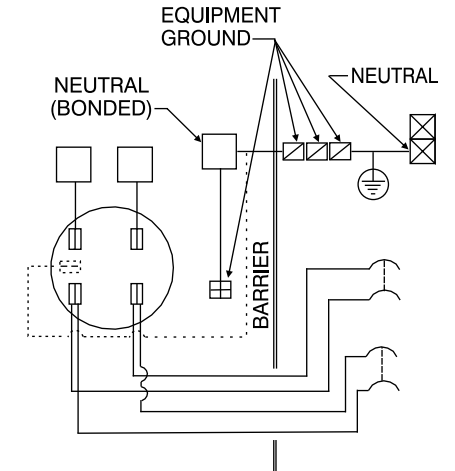 EQUIPMENT
GROUND
NEUTRAL
(BONDED)
NEUTRAL
BARRIER